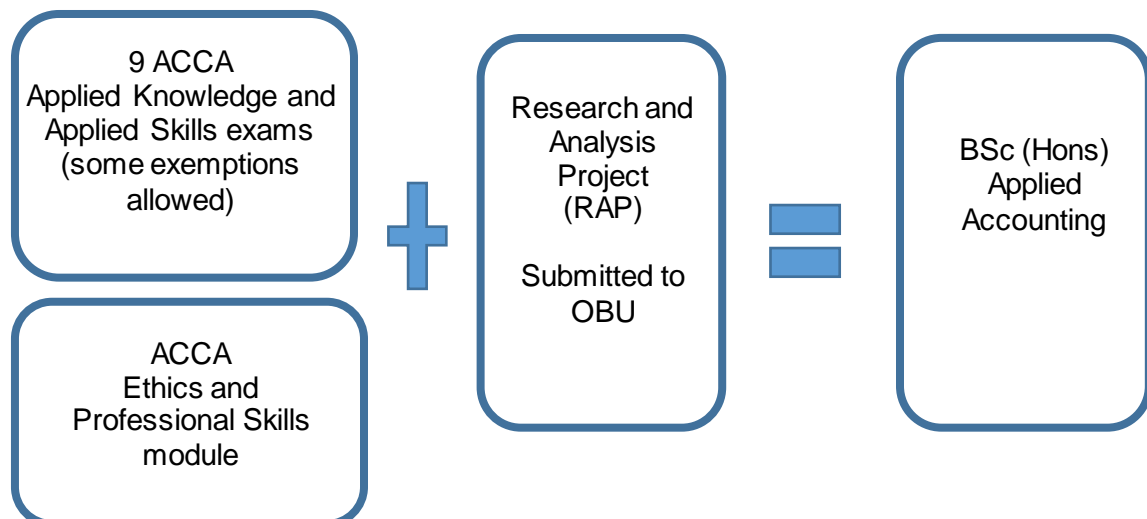 9 ACCA
Applied Knowledge and
Applied Skills exams
(some exemptions
allowed)
ACCA
Ethics and
Professional Skills
module
Research and
Analysis
Project
(RAP)
Submitted to
OBU
BSc (Hons)
Applied
Accounting